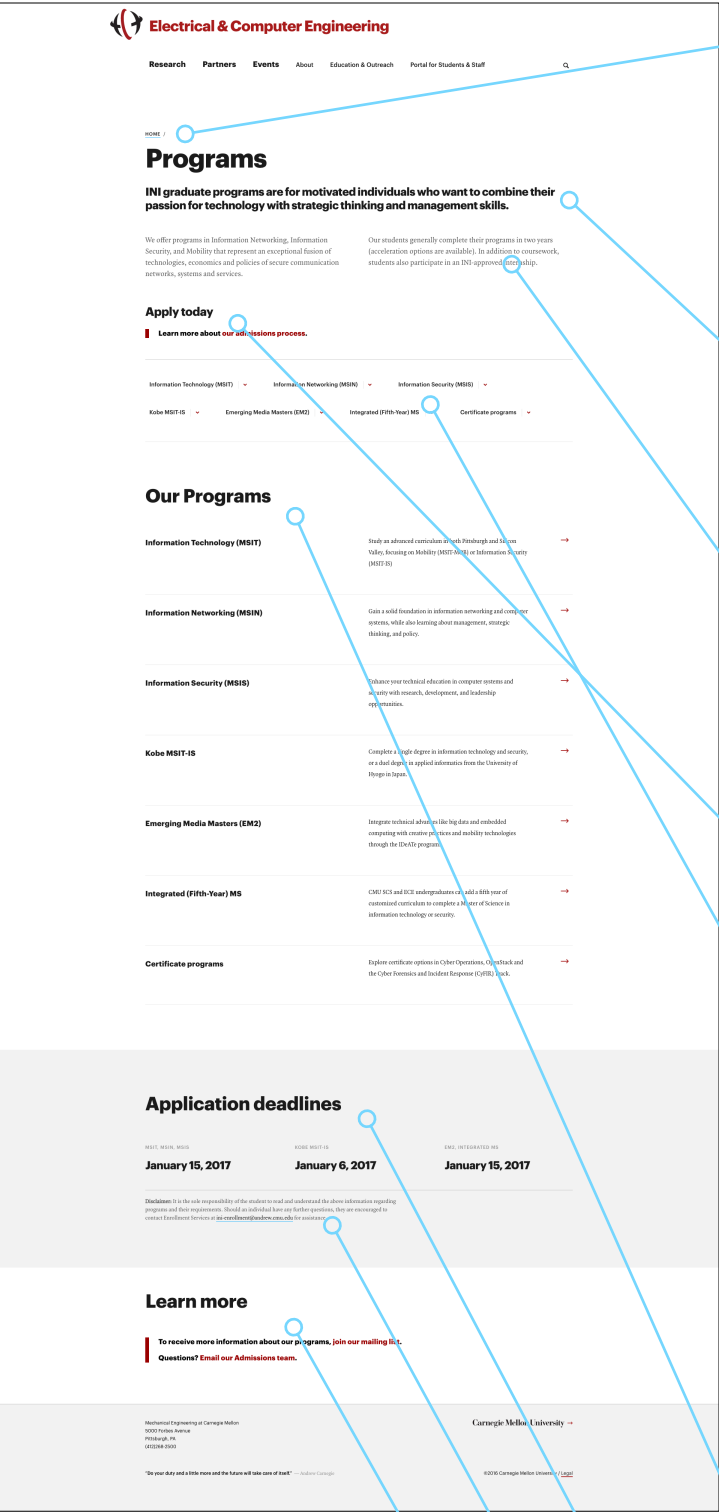 Electrical & Computer Engineering
Research Partners Events About Education & Outreach Portal for Students & Staff
HOME /
Programs
INI graduate programs are for motivated individuals who want to combine their
passion for technology with strategic thinking and management skills.
We offer programs in Information Networking, Information
Security, and Mobility that represent an exceptional fusion of
technologies, economics and policies of secure communication
networks, systems and services.
Our students generally complete their programs in two years
(acceleration options are available). In addition to coursework,
students also participate in an INI-approved internship.
Apply today
Learn more about our admissions process.
Information Technology (MSIT) Information Networking (MSIN) Information Security (MSIS)
Kobe MSIT-IS Emerging Media Masters (EM2) Integrated (Fifth-Year) MS Certificate programs
Our Programs
Information Technology (MSIT)
Study an advanced curriculum in both Pittsburgh and Silicon
Valley, focusing on Mobility (MSIT-MOB) or Information Security
(MSIT-IS)
→
Information Networking (MSIN)
Gain a solid foundation in information networking and computer
systems, while also learning about management, strategic
thinking, and policy.
→
Information Security (MSIS)
Enhance your technical education in computer systems and
security with research, development, and leadership
opportunities.
→
Kobe MSIT-IS
Complete a single degree in information technology and security,
or a duel degree in applied informatics from the University of
Hyogo in Japan.
→
Emerging Media Masters (EM2)
Integrate technical advances like big data and embedded
computing with creative practices and mobility technologies
through the IDeATe program.
→
Integrated (Fifth-Year) MS
CMU SCS and ECE undergraduates can add a fifth year of
customized curriculum to complete a Master of Science in
information technology or security.
→
Certificate programs
Explore certificate options in Cyber Operations, OpenStack and
the Cyber Forensics and Incident Response (CyFIR) Track.
→
Application deadlines
MSIT, MSIN, MSIS
January 15, 2017
KOBE MSIT-IS
January 6, 2017
EM2, INTEGRATED MS
January 15, 2017
Disclaimer: It is the sole responsibility of the student to read and understand the above information regarding
programs and their requirements. Should an individual have any further questions, they are encouraged to
contact Enrollment Services at ini-enrollment@andrew.cmu.edu for assistance.
Learn more
To receive more information about our programs, join our mailing list.
Questions? Email our Admissions team.
Mechanical Engineering at Carnegie Mellon
5000 Forbes Avenue
Pittsburgh, PA
(412)268-2500
Carnegie Mellon University →
"Do your duty and a little more and the future will take care of itself." — Andrew Carnegie
©2016 Carnegie Mellon University / Legal